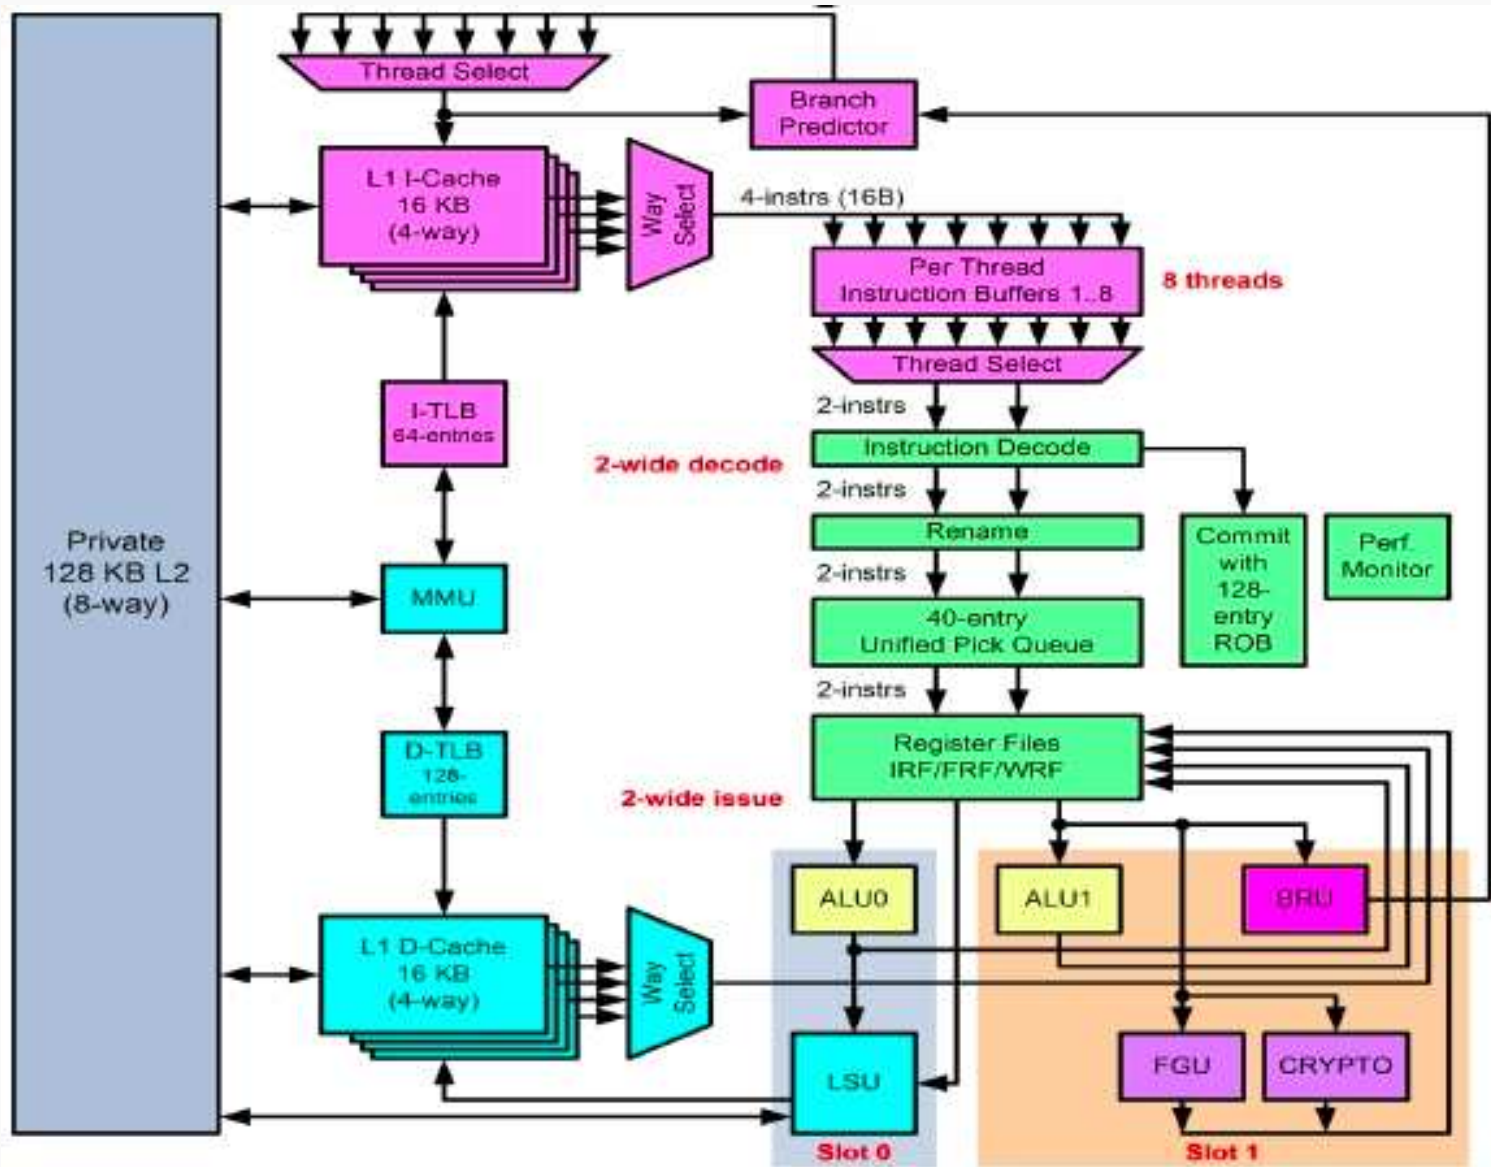 Thread Select
Branch
Predictor
L1 I-Cache
16 KB
(4-way)
Way
Select
4-instrs (16B)
Per Thread
Instruction Buffers 1..8
8 threads
Thread Select
2-instrs
I-TLB
64-entries
Instruction Decode
2-wide decode
2-instrs
Rename
Commit
with
128-
entry
ROB
Perf.
Monitor
Private
128 KB L2
(8-way)
2-instrs
MMU
40-entry
Unified Pick Queue
2-instrs
D-TLB
128-
entries
Register Files
IRF/FRF/WRF
2-wide issue
ALU0
ALU1
BRU
L1 D-Cache
16 KB
(4-way)
Way
Select
LSU
FGU
CRYPTO
Slot 0
Slot 1